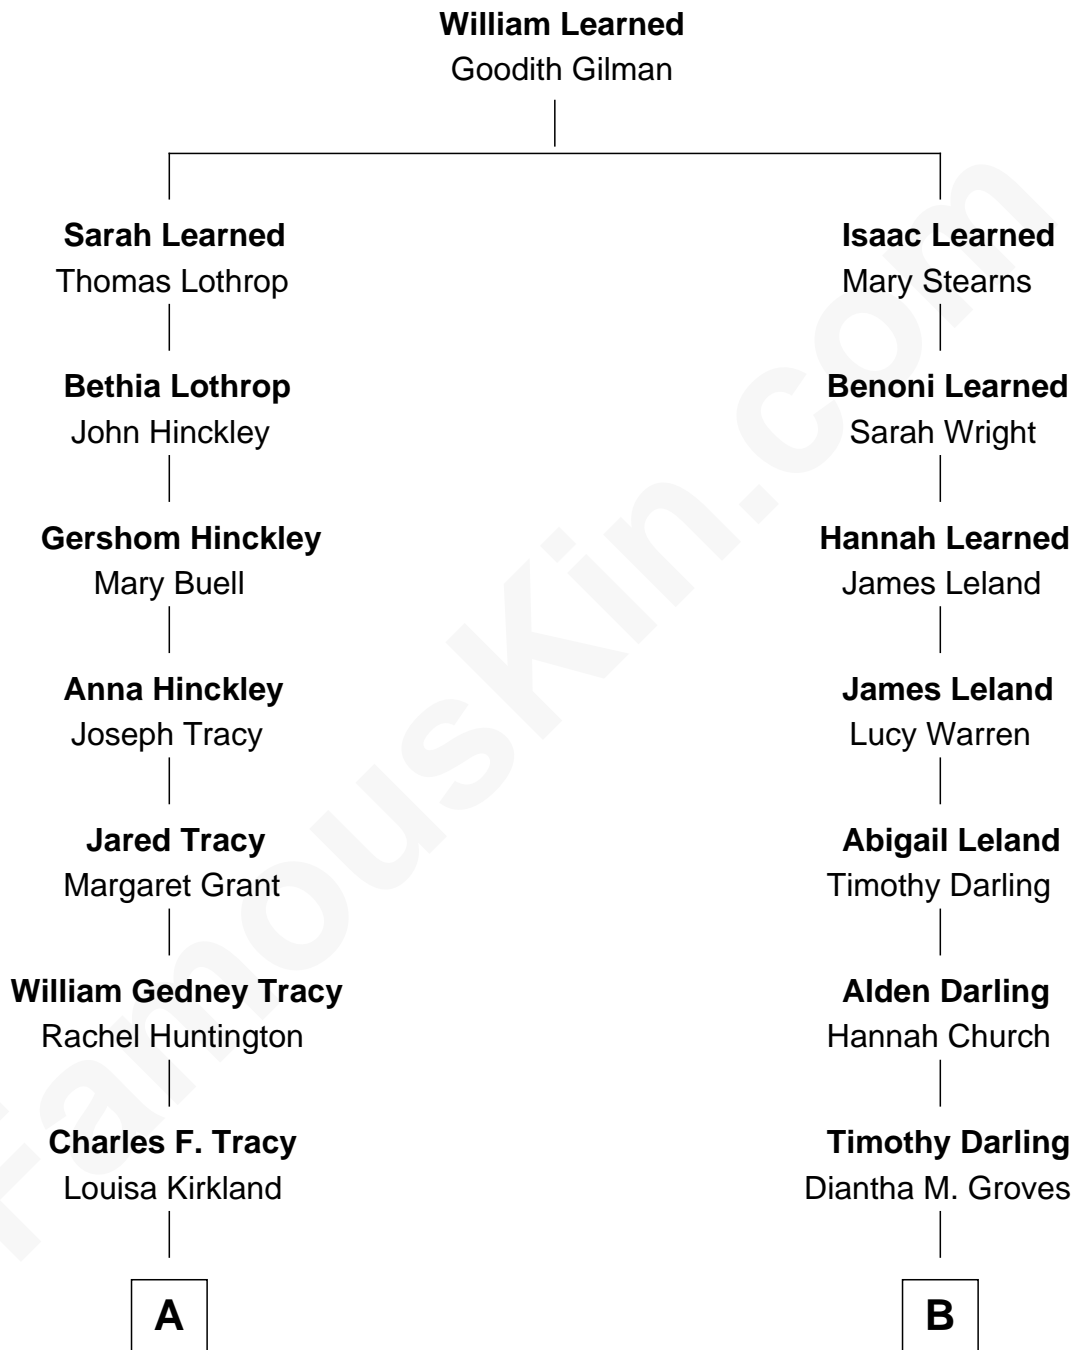 William Learned
Goodith Gilman
Sarah Learned
Thomas Lothrop
Isaac Learned
Mary Stearns
Bethia Lothrop
John Hinckley
Benoni Learned
Sarah Wright
Gershom Hinckley
Mary Buell
Hannah Learned
James Leland
Anna Hinckley
Joseph Tracy
James Leland
Lucy Warren
Jared Tracy
Margaret Grant
Abigail Leland
Timothy Darling
William Gedney Tracy
Rachel Huntington
Alden Darling
Hannah Church
Charles F. Tracy
Louisa Kirkland
Timothy Darling
Diantha M. Groves
A
B
FamousKin.com